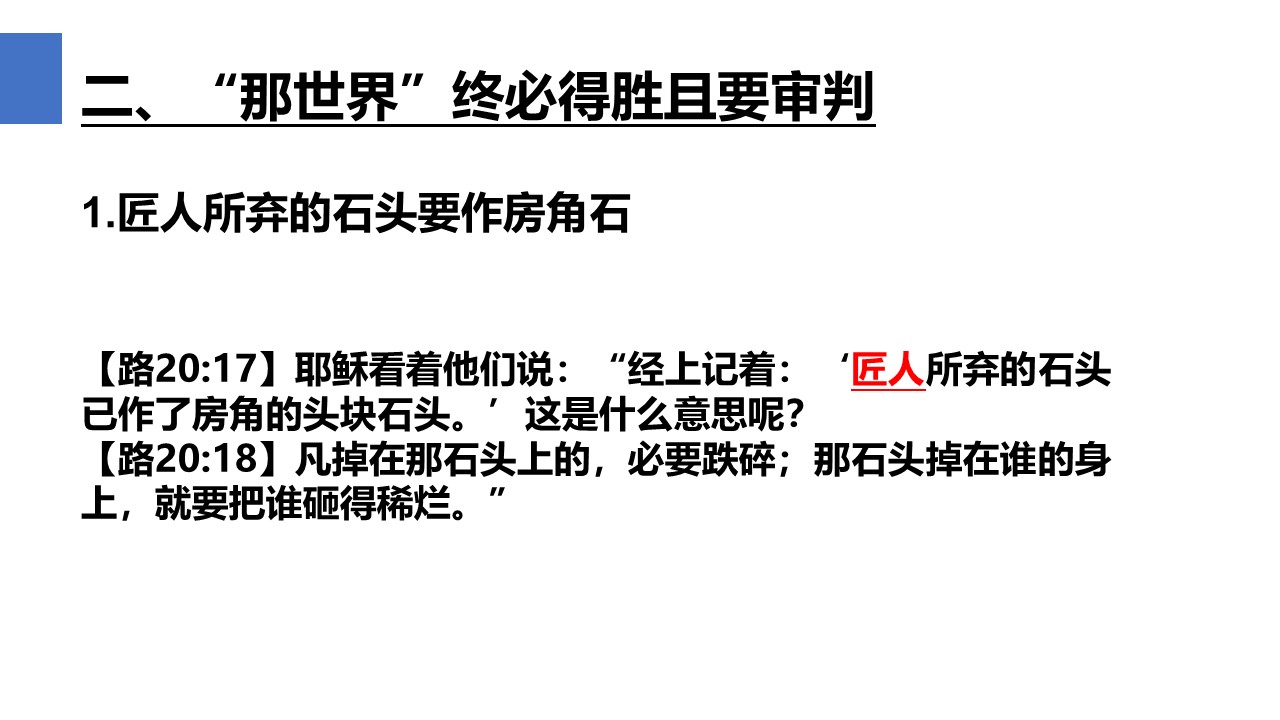 二、“那世界”终必得胜且要审判
1.匠人所弃的石头要作房角石
【路20:17】耶稣看着他们说：“经上记着：‘匠人所弃的石头
已作了房角的头块石头。’这是什么意思呢？
【路20:18】凡掉在那石头上的，必要跌碎；那石头掉在谁的身
上，就要把谁砸得稀烂。”